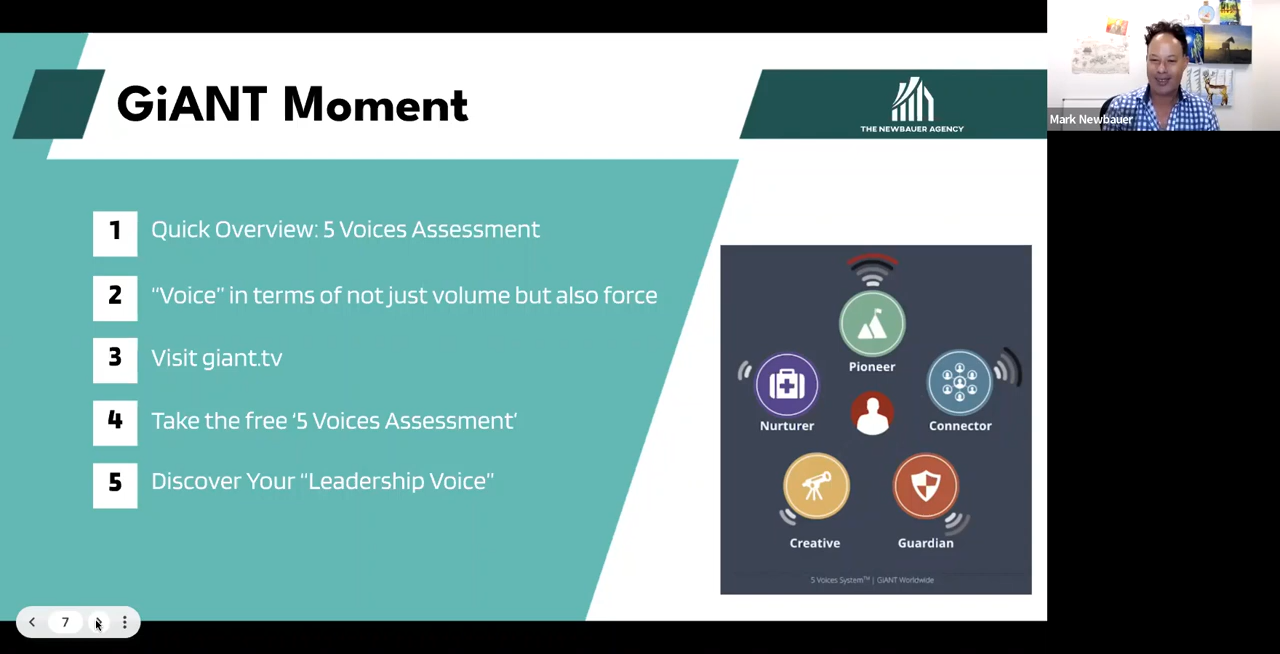 GiANT Moment
THE NEWBAUER AGENCY
Mark Newbauer
1 Quick Overview: 5 Voices Assessment
2 “Voice” in terms of not just volume but also force
3 Visit giant.tv
4 Take the free ‘5 Voices Assessment’
5 Discover Your “Leadership Voice”
Pioneer
Nurturer
Connector
Creative
Guardian
5 Voices System™ | GiANT Worldwide
7